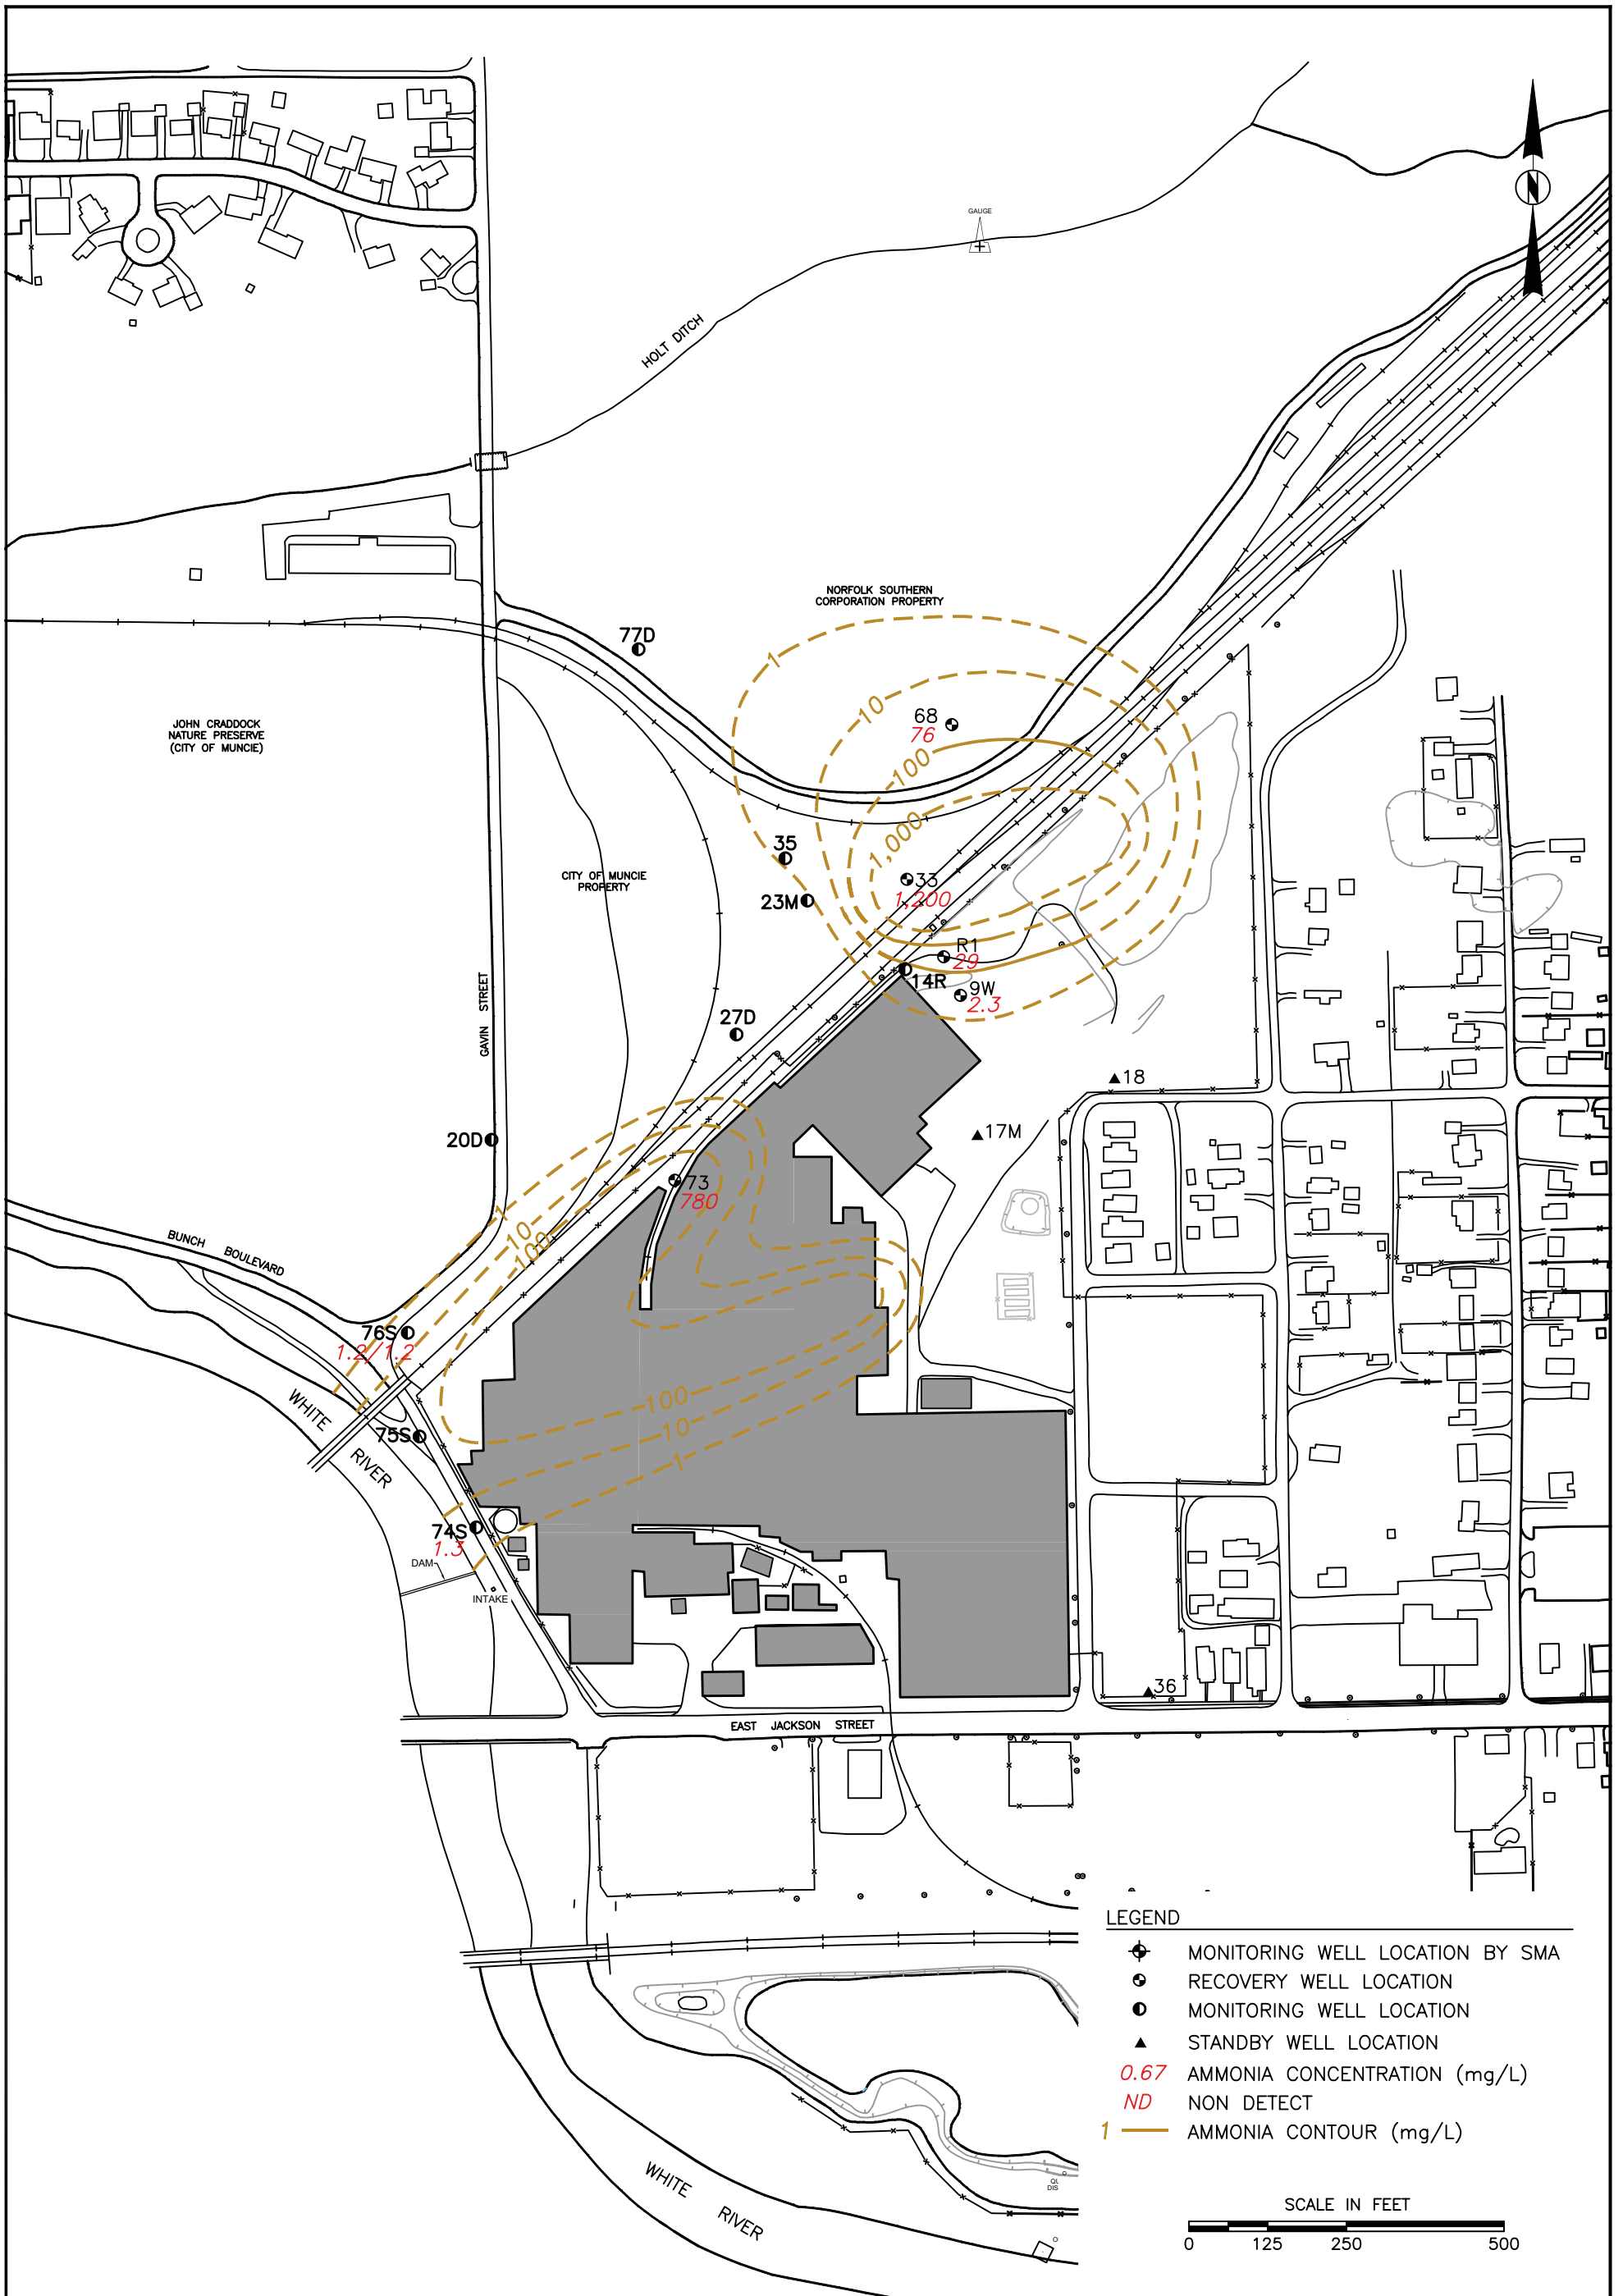 GAUGE
N
HOLT DITCH
NORFOLK SOUTHERN
CORPORATION PROPERTY
77D
1
10
68
76
100
JOHN CRADDOCK
NATURE PRESERVE
(CITY OF MUNCIE)
1,000
35
33
1,200
CITY OF MUNCIE
PROPERTY
23M
R1
29
14R
9W
2.3
GAVIN STREET
27D
18
17M
20D
73
780
1
10
100
BUNCH BOULEVARD
76S
1.2/1.2
WHITE
RIVER
100
10
1
75S
74S
1.3
DAM
INTAKE
36
EAST JACKSON STREET
WHITE
RIVER
QU
DIS
LEGEND
MONITORING WELL LOCATION BY SMA
RECOVERY WELL LOCATION
MONITORING WELL LOCATION
STANDBY WELL LOCATION
0.67 AMMONIA CONCENTRATION (mg/L)
ND NON DETECT
1 AMMONIA CONTOUR (mg/L)
SCALE IN FEET
0 125 250 500